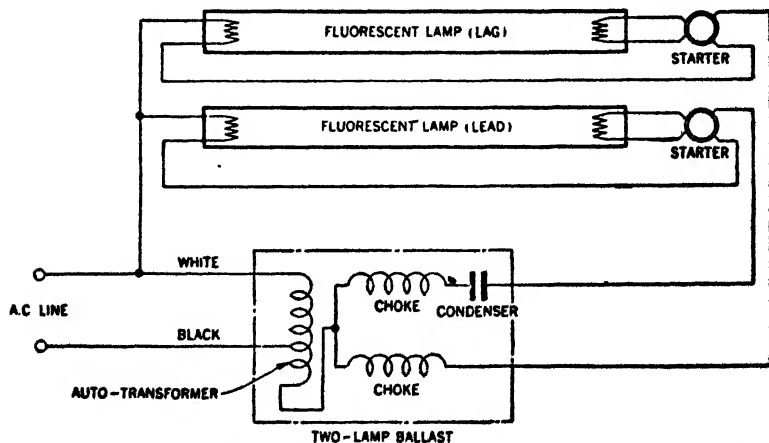 FLUORESCENT LAMP (LAG)
STARTER
FLUORESCENT LAMP (LEAD)
STARTER
WHITE
A.C LINE
CHOKE
CONDENSER
BLACK
CHOKE
AUTO-TRANSFORMER
TWO-LAMP BALLAST